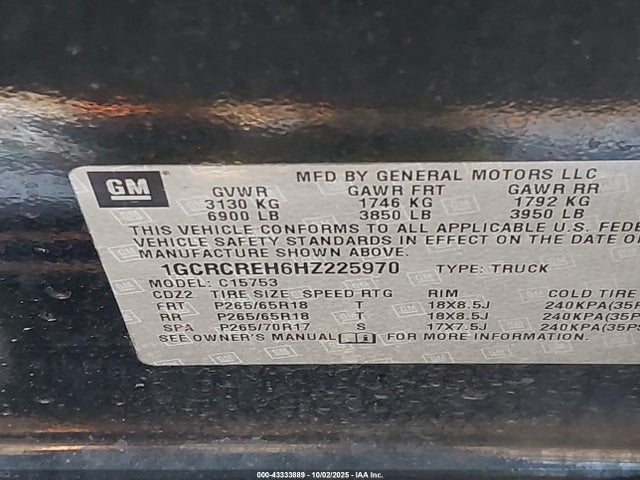 GM
MFD BY GENERAL MOTORS LLC
GVWR GAWR FRT GAWR RR
3130 KG 1746 KG 1792 KG
6900 LB 3850 LB 3950 LB
THIS VEHICLE CONFORMS TO ALL APPLICABLE U.S.
VEHICLE SAFETY STANDARDS IN EFFECT ON THE DATE OF
MANUFACTURE SHOWN ABOVE.
1GCRCREH6HZ225970 TYPE: TRUCK
MODEL: C15753
CDZ2 TIRE SIZE SPEED RTG RIM COLD TIRE
FRT P265/65R18 T 18X8.5J 240KPA(35P
RR P265/65R18 T 18X8.5J 240KPA(35P
SPA P265/70R17 S 17X7.5J 240KPA(35P
SEE OWNER'S MANUAL FOR MORE INFORMATION.
000-43333889 | 10/02/2025 | IAA Inc.